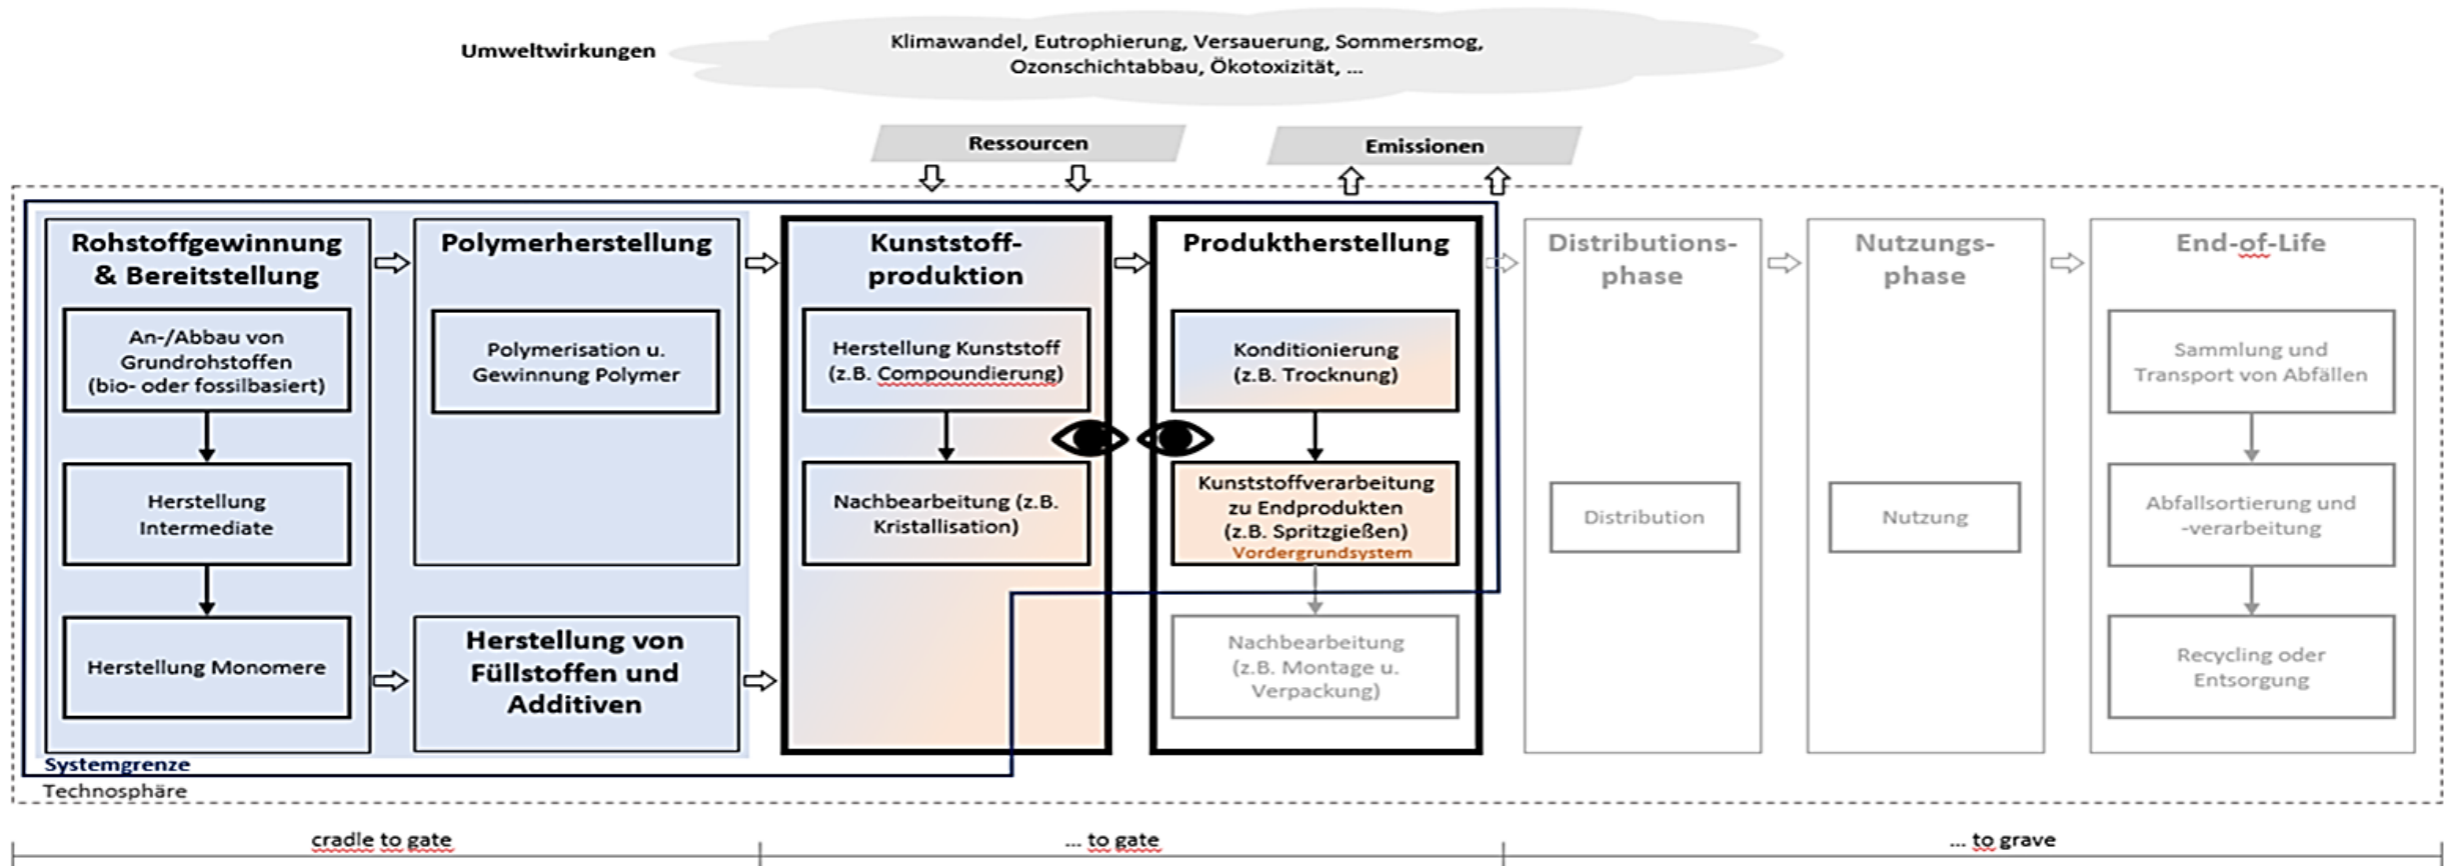 Umweltwirkungen
Klimawandel, Eutrophierung, Versauerung, Sommersmog,
Ozonschichtabbau, Ökotoxizität, ...
Ressourcen
Emissionen
Rohstoffgewinnung
& Bereitstellung
An-/Abbau von
Grundrohstoffen
(bio- oder fossilbasiert)
Herstellung
Intermediate
Herstellung Monomere
Polymerherstellung
Polymerisation u.
Gewinnung Polymer
Herstellung von
Füllstoffen und
Additiven
Kunststoff-
produktion
Herstellung Kunststoff
(z.B. Compoundierung)
Nachbearbeitung (z.B.
Kristallisation)
Produktherstellung
Konditionierung
(z.B. Trocknung)
Kunststoffverarbeitung
zu Endprodukten
(z.B. Spritzgießen)
Vordergrundsystem
Nachbearbeitung
(z.B. Montage u.
Verpackung)
Distributions-
phase
Distribution
Nutzungs-
phase
Nutzung
End-of-Life
Sammlung und
Transport von Abfällen
Abfallsortierung und
-verarbeitung
Recycling oder
Entsorgung
Systemgrenze
Technosphäre
cradle to gate
... to gate
... to grave